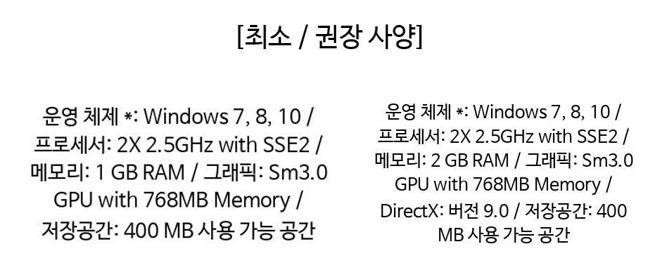 [최소 / 권장 사양]
운영 체제 *: Windows 7, 8, 10 /
프로세서: 2X 2.5GHz with SSE2 /
메모리: 1 GB RAM / 그래픽: Sm3.0
GPU with 768MB Memory /
저장공간: 400 MB 사용 가능 공간
운영 체제 *: Windows 7, 8, 10 /
프로세서: 2X 2.5GHz with SSE2 /
메모리: 2 GB RAM / 그래픽: Sm3.0
GPU with 768MB Memory /
DirectX: 버전 9.0 / 저장공간: 400
MB 사용 가능 공간